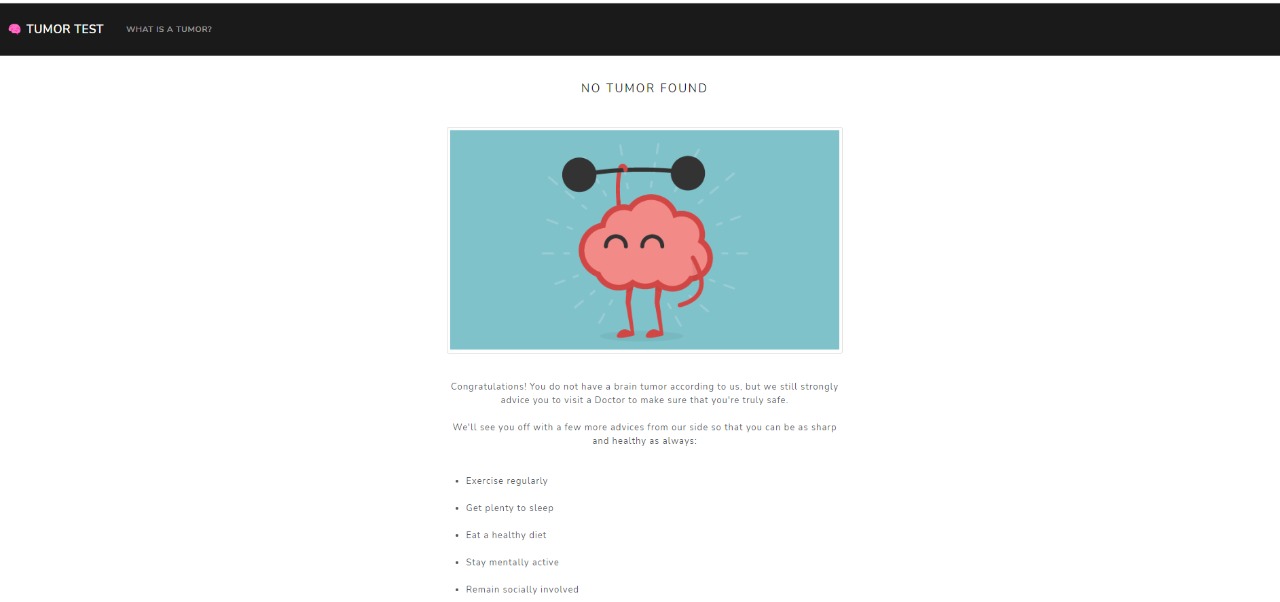 TUMOR TEST WHAT IS A TUMOR?
NO TUMOR FOUND
Congratulations! You do not have a brain tumor according to us, but we still strongly
advice you to visit a Doctor to make sure that you're truly safe.
We'll see you off with a few more advices from our side so that you can be as sharp
and healthy as always:
• Exercise regularly
• Get plenty to sleep
• Eat a healthy diet
• Stay mentally active
• Remain socially involved